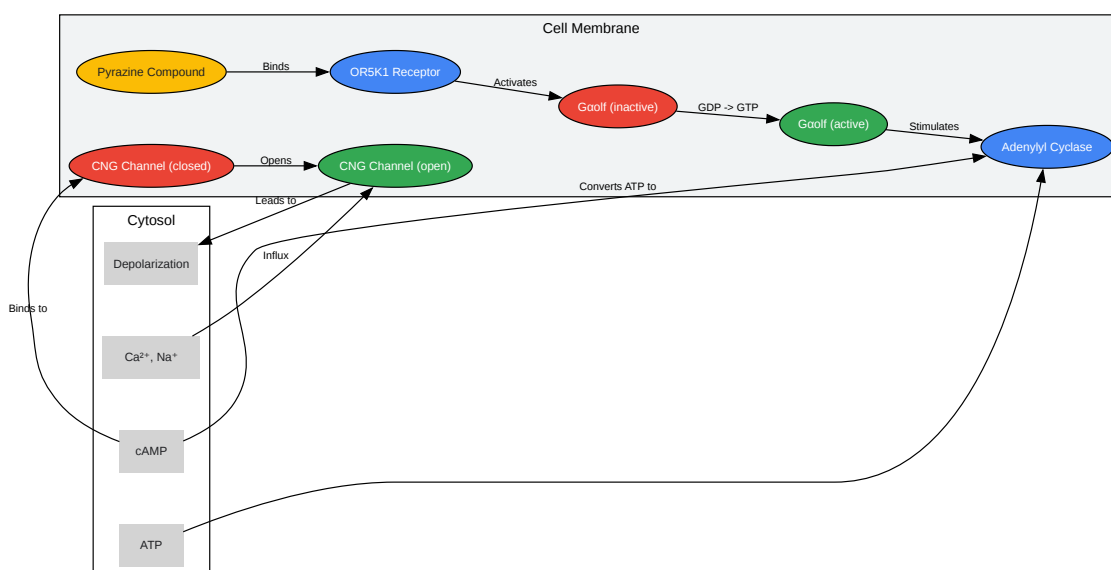 Cell Membrane
Pyrazine Compound
Binds
OR5K1 Receptor
Activates
Gαolf (inactive)
GDP -> GTP
Gαolf (active)
Stimulates
Adenylyl Cyclase
CNG Channel (closed)
Opens
CNG Channel (open)
Converts ATP to
Leads to
Cytosol
Depolarization
Influx
Binds to
Ca²⁺, Na⁺
cAMP
ATP